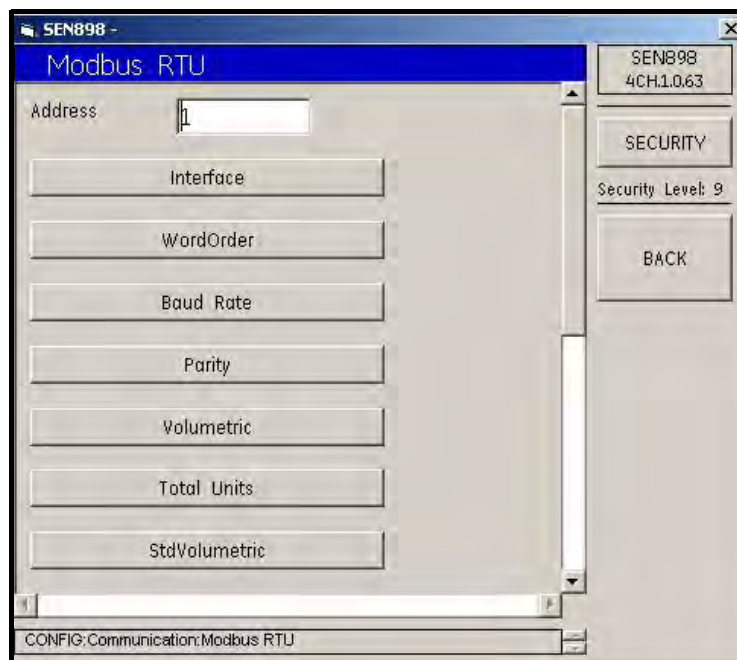 SEN898 -
Modbus RTU
Address 1
Interface
WordOrder
Baud Rate
Parity
Volumetric
Total Units
StdVolumetric
CONFIG:Communication:Modbus RTU
SEN898
4CH.1.0.63
SECURITY
Security Level: 9
BACK